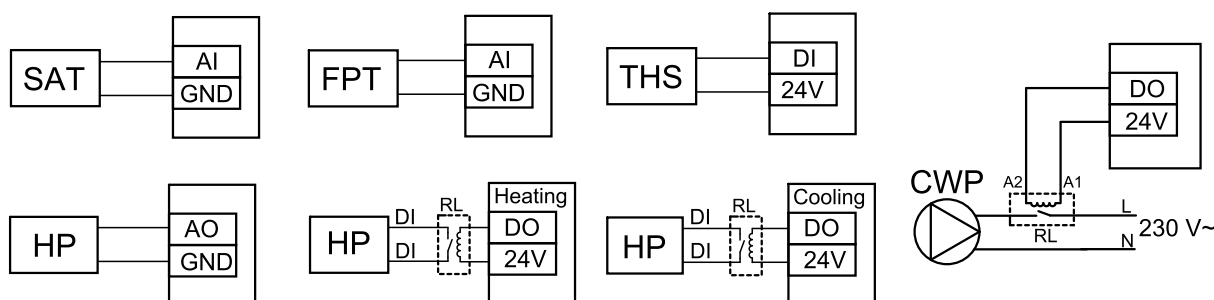 SAT
AI
GND
FPT
AI
GND
THS
DI
24V
DO
24V
CWP
A2
A1
RL
L
N
230 V~
HP
AO
GND
HP
DI
DI
RL
Heating
DO
24V
HP
DI
DI
RL
Cooling
DO
24V